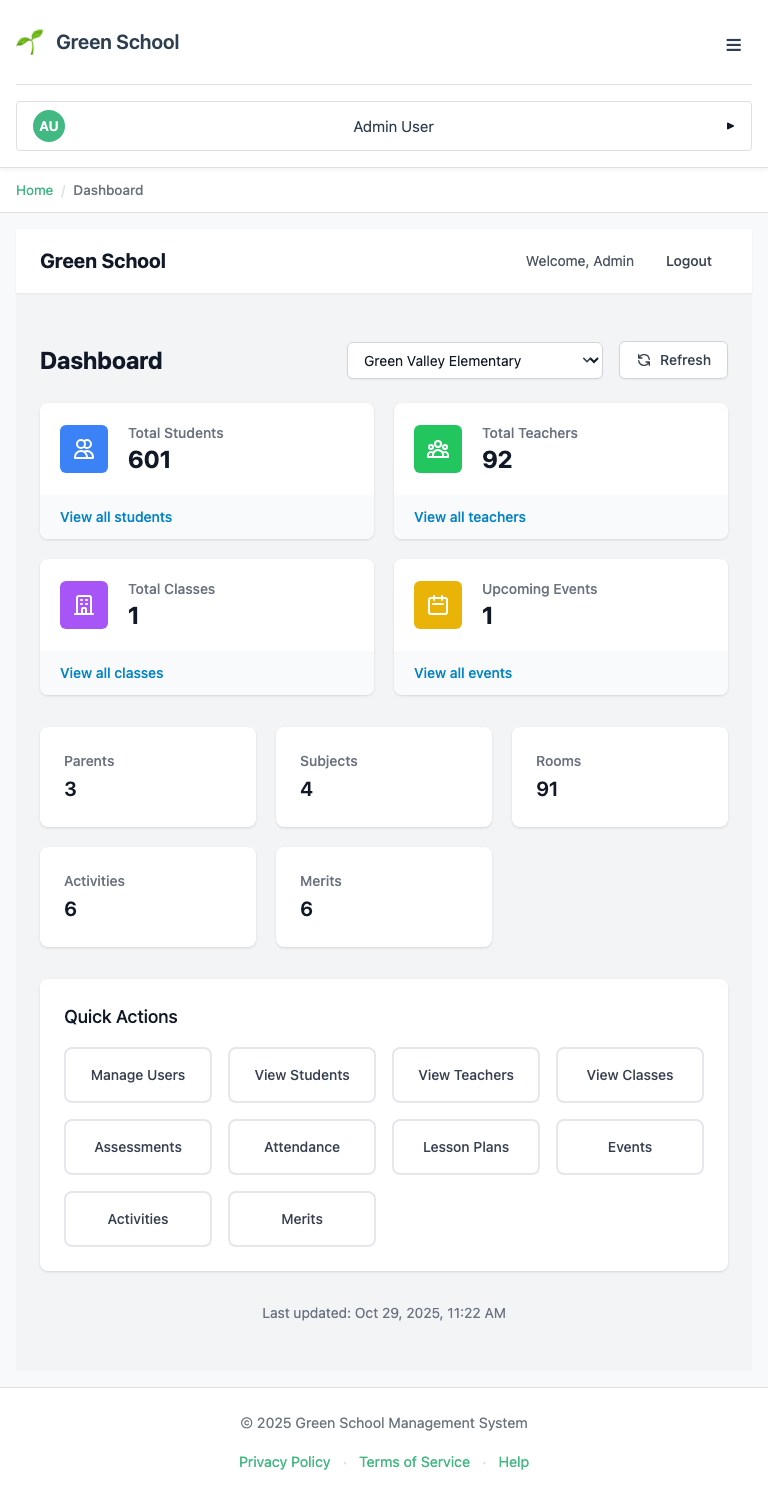 Green School
AU
Admin User
Home / Dashboard
Green School
Welcome, Admin
Logout
Dashboard
Green Valley Elementary
Refresh
Total Students
601
View all students
Total Teachers
92
View all teachers
Total Classes
1
View all classes
Upcoming Events
1
View all events
Parents
3
Subjects
4
Rooms
91
Activities
6
Merits
6
Quick Actions
Manage Users
View Students
View Teachers
View Classes
Assessments
Attendance
Lesson Plans
Events
Activities
Merits
Last updated: Oct 29, 2025, 11:22 AM
© 2025 Green School Management System
Privacy Policy · Terms of Service · Help